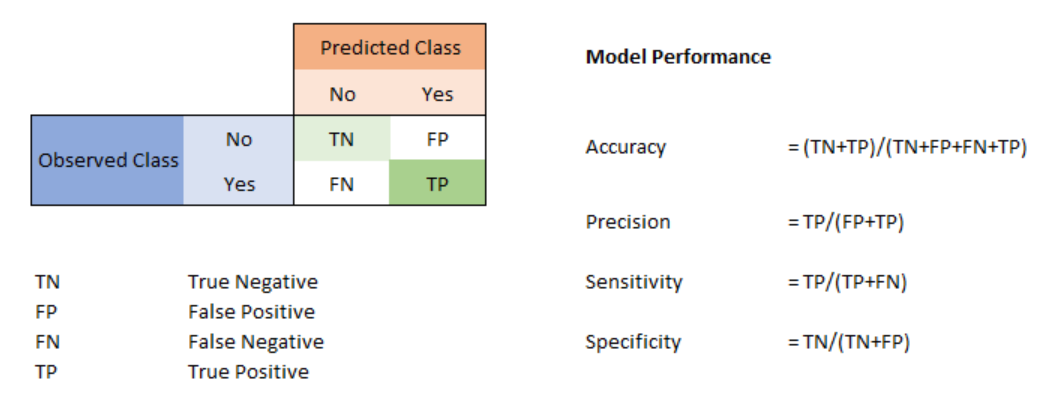 Predicted Class
No Yes
Observed Class
No TN FP
Yes FN TP
TN True Negative
FP False Positive
FN False Negative
TP True Positive
Model Performance
Accuracy = (TN+TP)/(TN+FP+FN+TP)
Precision = TP/(FP+TP)
Sensitivity = TP/(TP+FN)
Specificity = TN/(TN+FP)